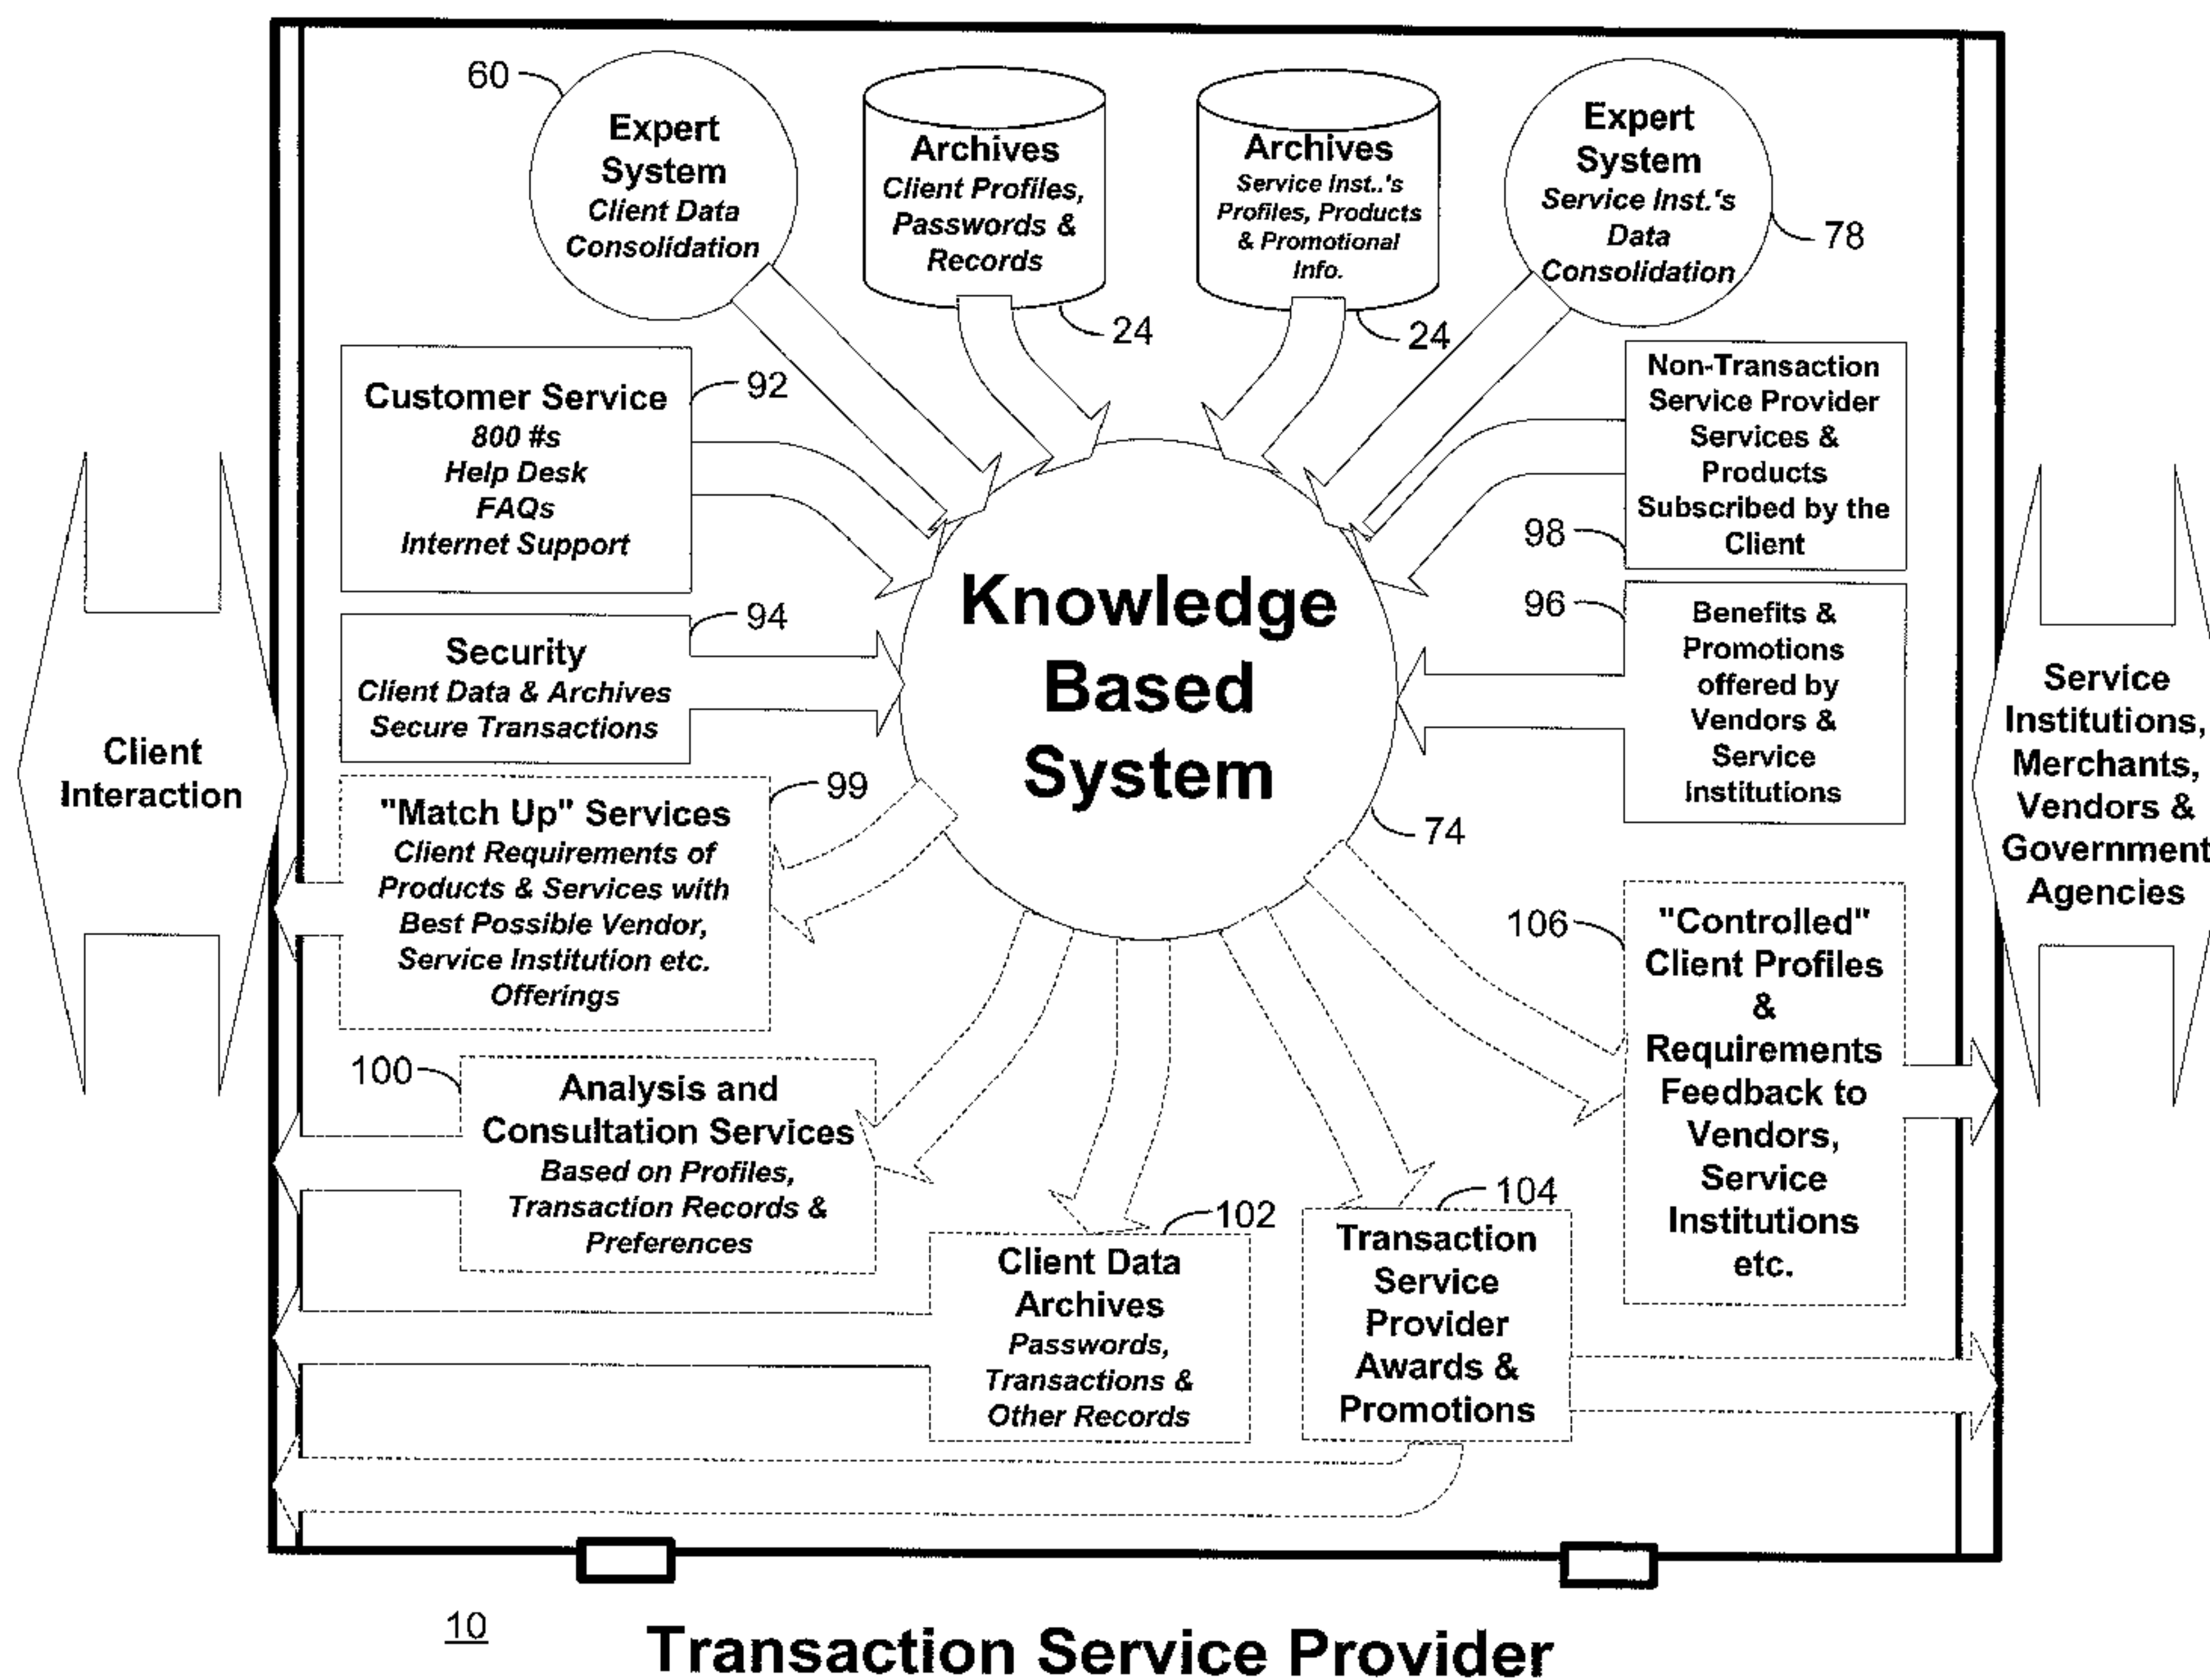 60
Expert
System
Client Data
Consolidation
Archives
Client Profiles,
Passwords &
Records
24
Archives
Service Inst..'s
Profiles, Products
& Promotional
Info.
24
Expert
System
Service Inst.'s
Data
Consolidation
78
Customer Service
800 #s
Help Desk
FAQs
Internet Support
92
Non-Transaction
Service Provider
Services &
Products
Subscribed by the
Client
98
Security
Client Data & Archives
Secure Transactions
94
Knowledge
Based
System
74
96
Benefits &
Promotions
offered by
Vendors &
Service
Institutions
Client
Interaction
Service
Institutions,
Merchants,
Vendors &
Government
Agencies
"Match Up" Services
Client Requirements of
Products & Services with
Best Possible Vendor,
Service Institution etc.
Offerings
99
100
Analysis and
Consultation Services
Based on Profiles,
Transaction Records &
Preferences
102
Client Data
Archives
Passwords,
Transactions &
Other Records
104
Transaction
Service
Provider
Awards &
Promotions
106
"Controlled"
Client Profiles
&
Requirements
Feedback to
Vendors,
Service
Institutions
etc.
10
Transaction Service Provider